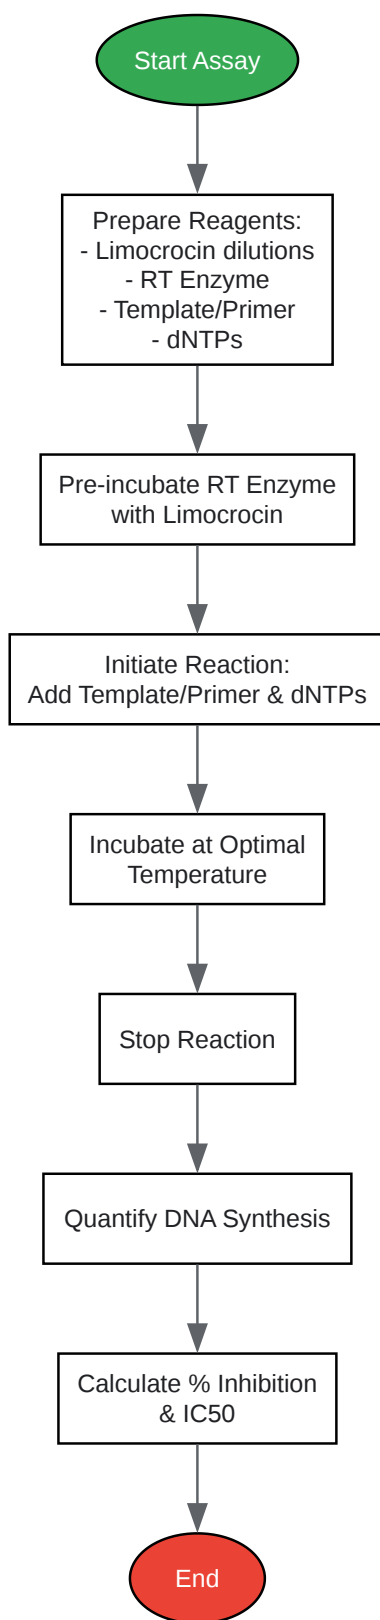 Start Assay
Prepare Reagents:
- Limocrocin dilutions
- RT Enzyme
- Template/Primer
- dNTPs
Pre-incubate RT Enzyme
with Limocrocin
Initiate Reaction:
Add Template/Primer & dNTPs
Incubate at Optimal
Temperature
Stop Reaction
Quantify DNA Synthesis
Calculate % Inhibition
& IC50
End